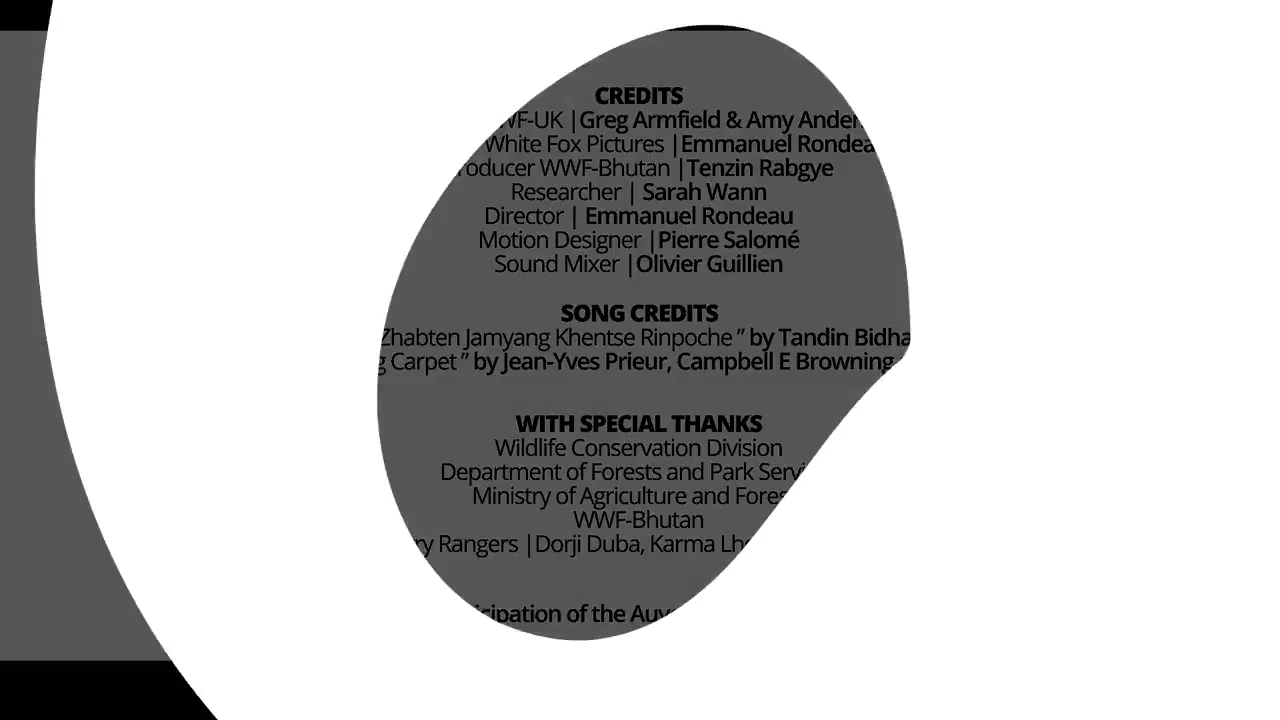 CREDITS
WF-UK |Greg Armfield & Amy Ander
White Fox Pictures |Emmanuel Rondea
roducer WWF-Bhutan |Tenzin Rabgye
Researcher | Sarah Wann
Director | Emmanuel Rondeau
Motion Designer |Pierre Salomé
Sound Mixer |Olivier Guillien
SONG CREDITS
Zhabten Jamyang Khentse Rinpoche ” by Tandin Bidha
g Carpet ” by Jean-Yves Prieur, Campbell E Browning
WITH SPECIAL THANKS
Wildlife Conservation Division
Department of Forests and Park Servi
Ministry of Agriculture and Fores
WWF-Bhutan
ry Rangers |Dorji Duba, Karma Lh
cipation of the Auv